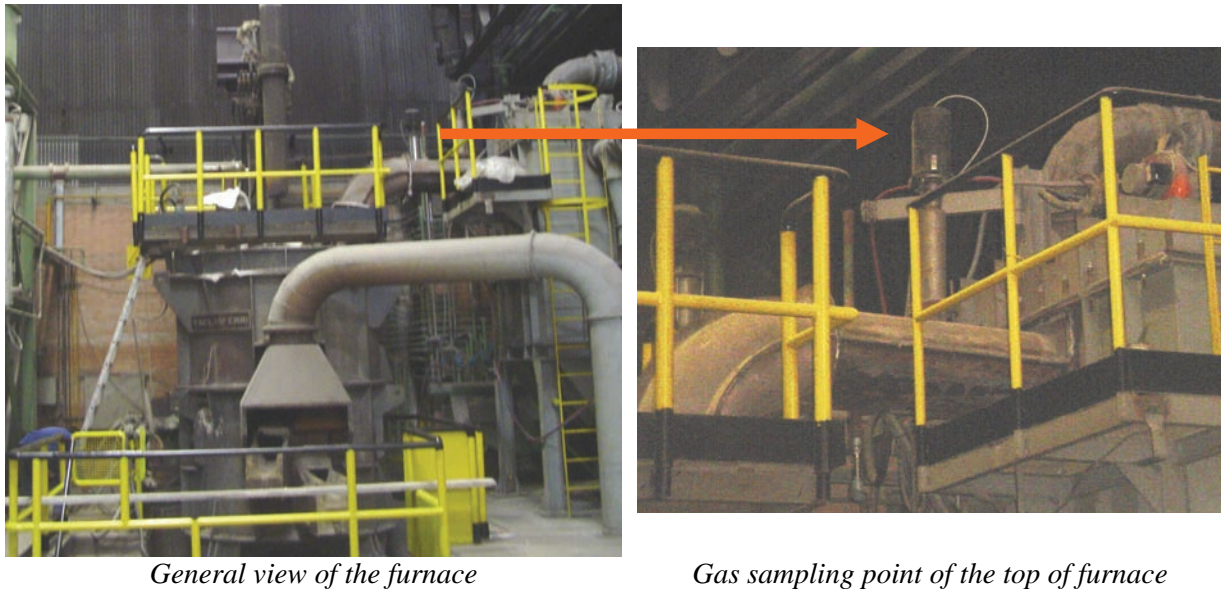 General view of the furnace
Gas sampling point of the top of furnace